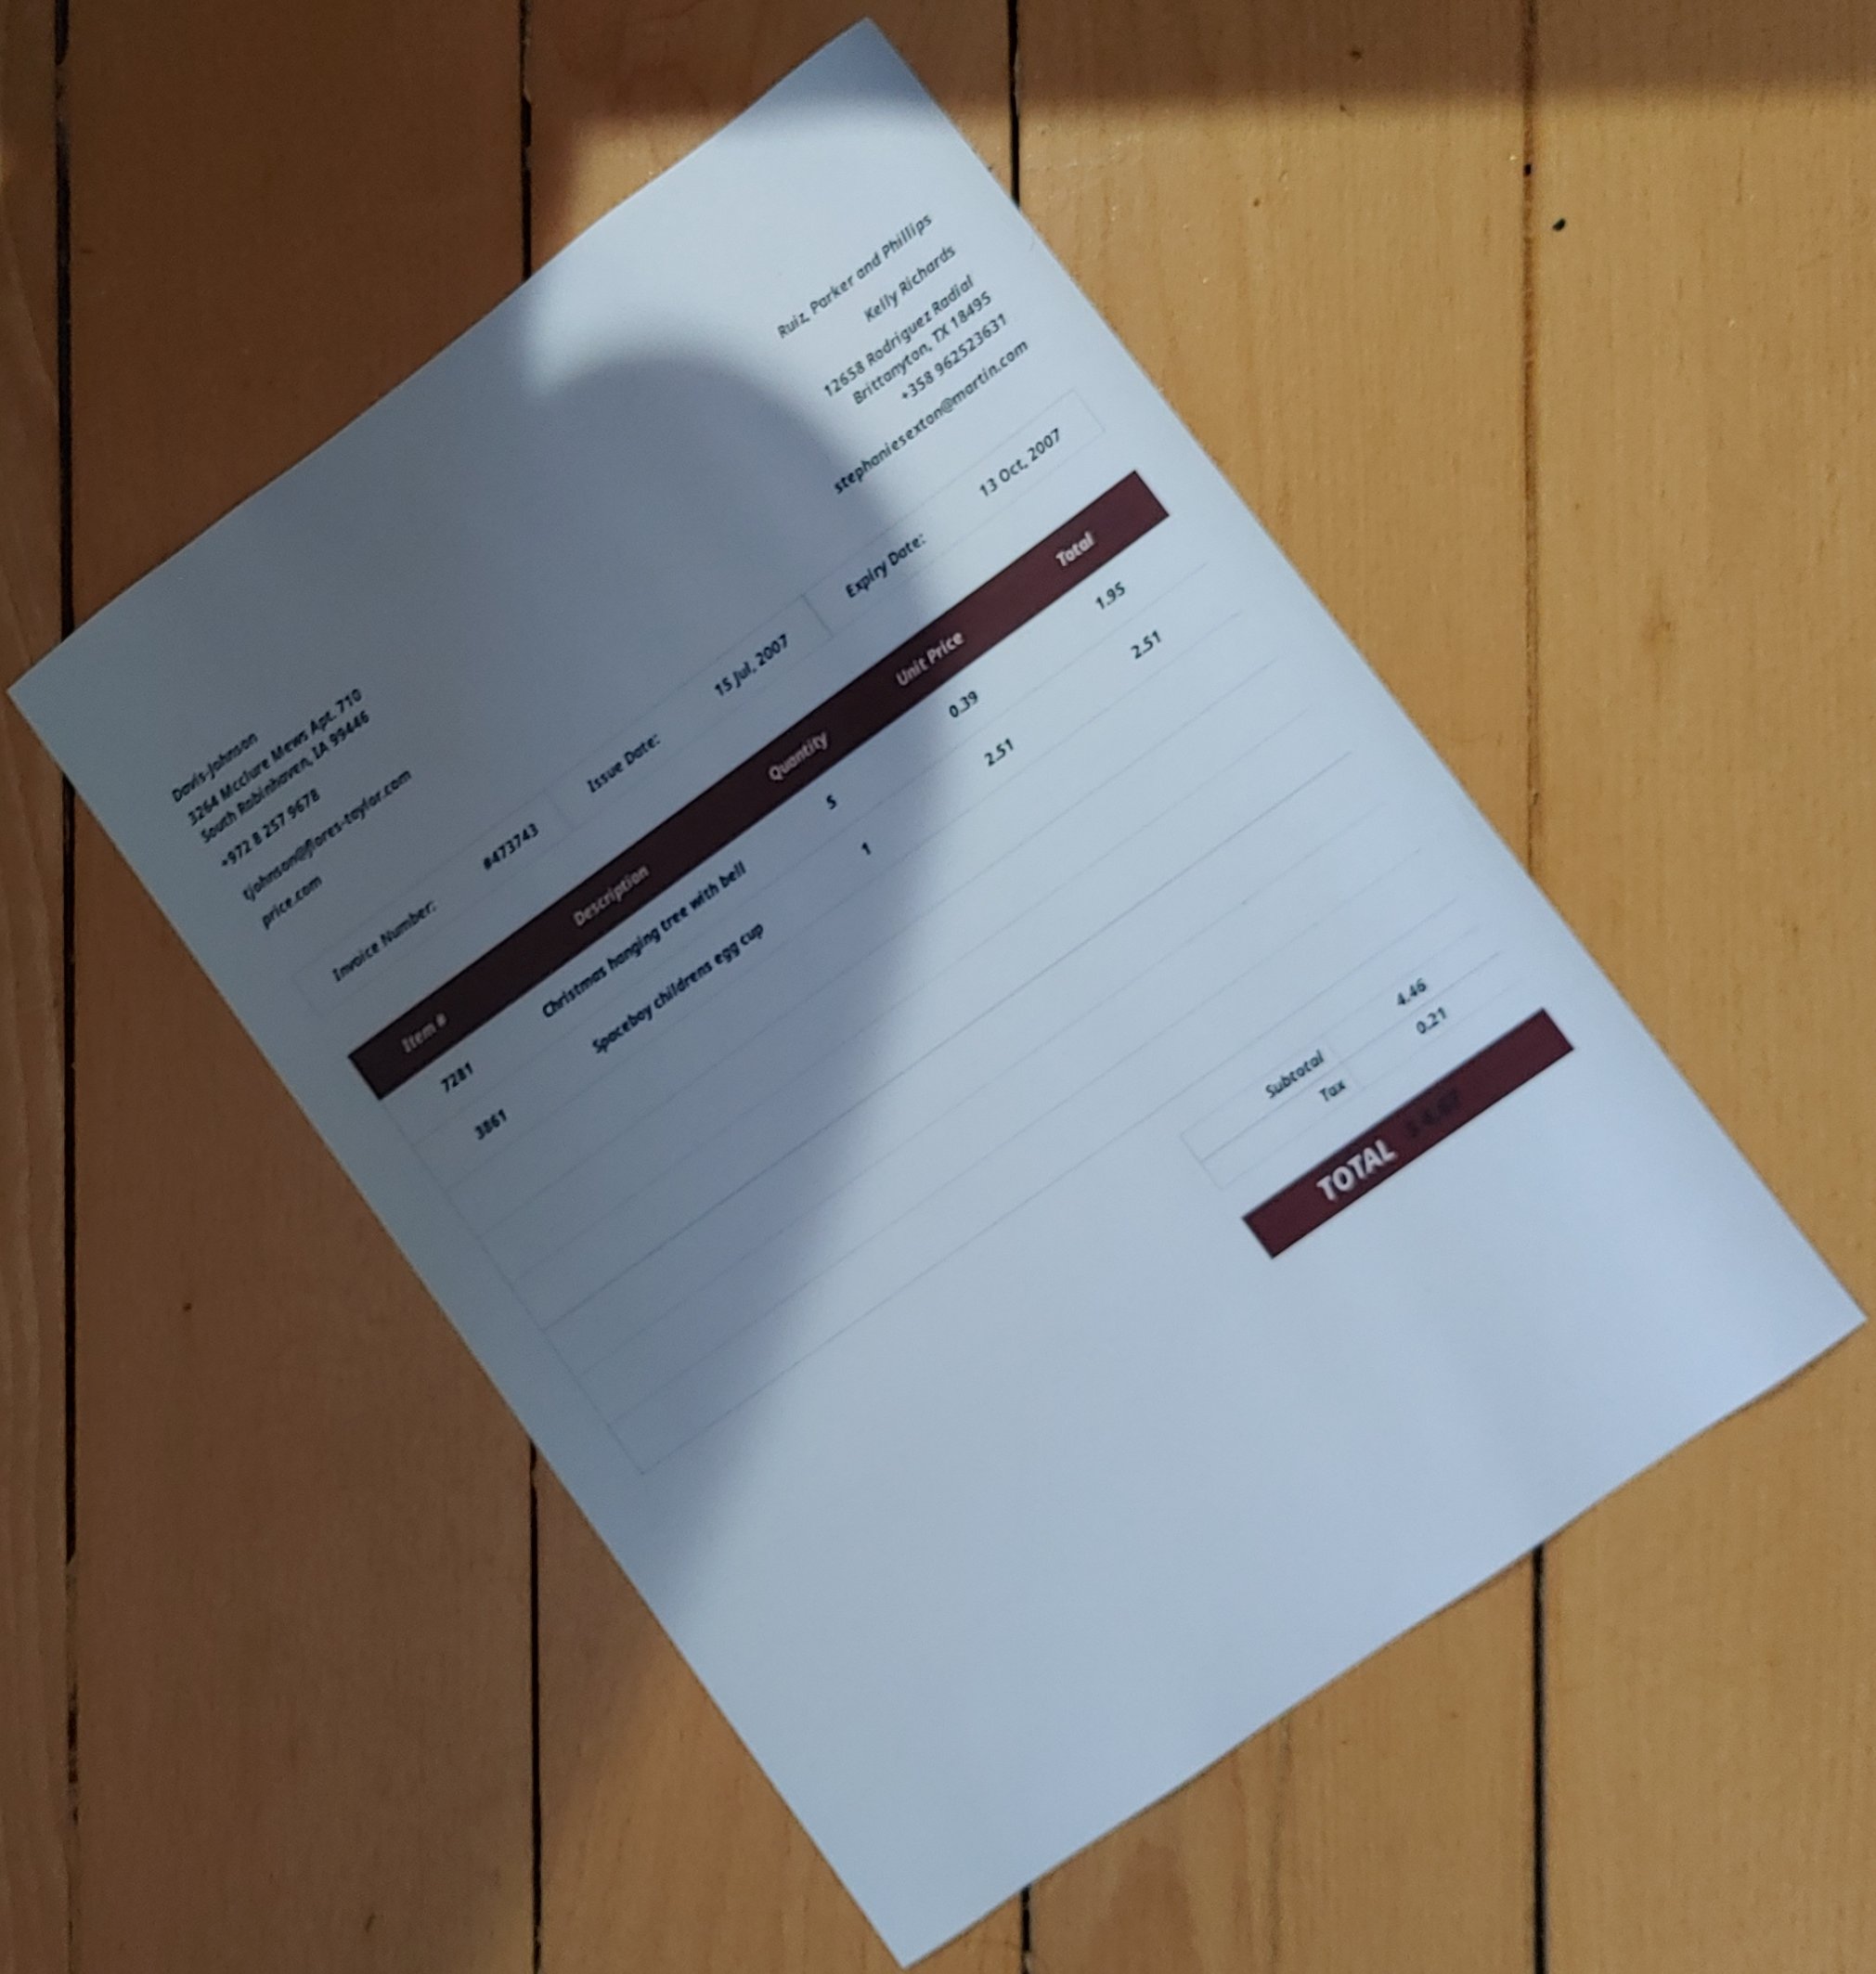 Davis-Johnson
3264 Mcclure Mews Apt. 710
South Robinhaven, IA 99446
+972 8 257 9678
tjohnson@flores-taylor.com
price.com
Ruiz, Parker and Phillips
Kelly Richards
12658 Rodriguez Radial
Brittanyton, TX 18495
+358 962523631
stephaniesexton@martin.com
Invoice Number: #473743 Issue Date: 15 Jul, 2007 Expiry Date: 13 Oct, 2007
Item # Description Quantity Unit Price Total
7281 Christmas hanging tree with bell 5 0.39 1.95
3861 Spaceboy childrens egg cup 1 2.51 2.51
Subtotal 4.46
Tax 0.21
TOTAL $ 4.67